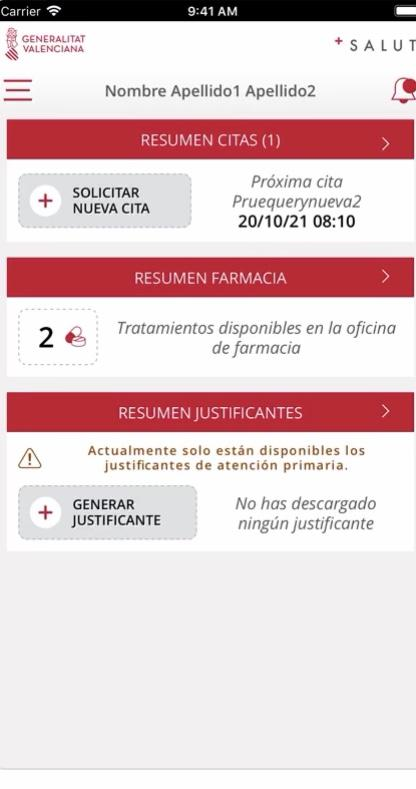 Carrier 9:41 AM
GENERALITAT
VALENCIANA
+SALUT
Nombre Apellido1 Apellido2
RESUMEN CITAS (1)
+ SOLICITAR
NUEVA CITA
Próxima cita
Pruequerynueva2
20/10/21 08:10
RESUMEN FARMACIA
2
Tratamientos disponibles en la oficina
de farmacia
RESUMEN JUSTIFICANTES
Actualmente solo están disponibles los
justificantes de atención primaria.
+ GENERAR
JUSTIFICANTE
No has descargado
ningún justificante